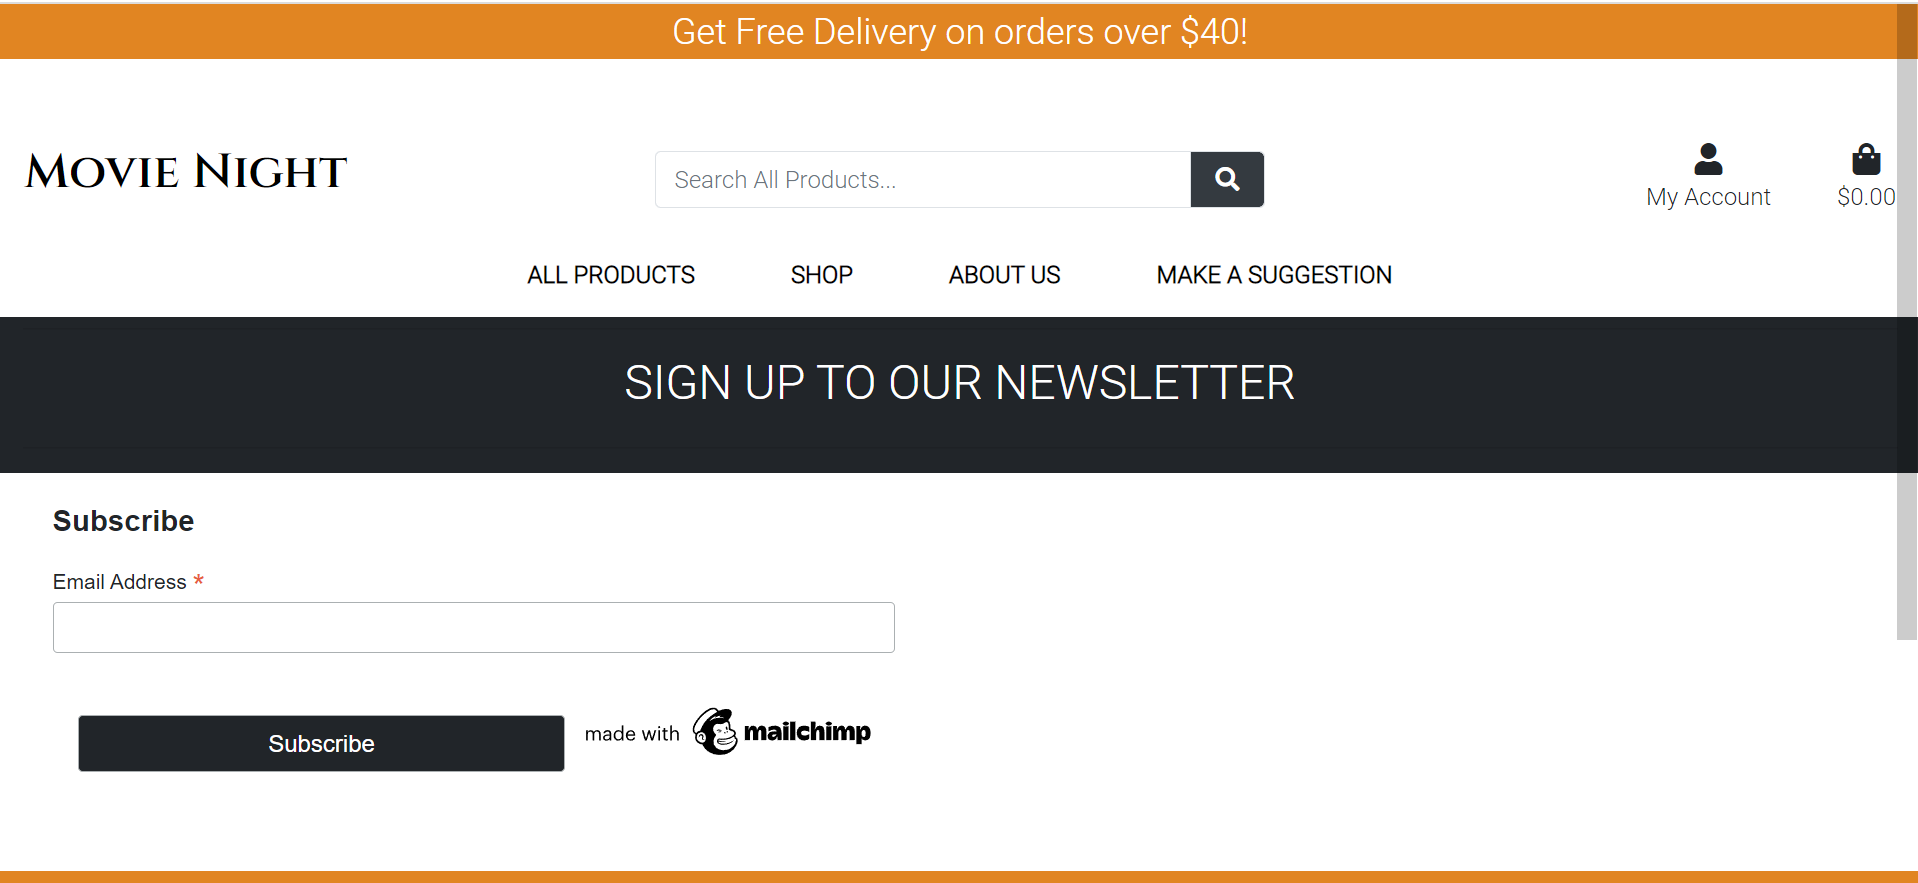 Get Free Delivery on orders over $40!
Movie Night
Search All Products...
My Account
$0.00
ALL PRODUCTS
SHOP
ABOUT US
MAKE A SUGGESTION
SIGN UP TO OUR NEWSLETTER
Subscribe
Email Address *
Subscribe
made with mailchimp